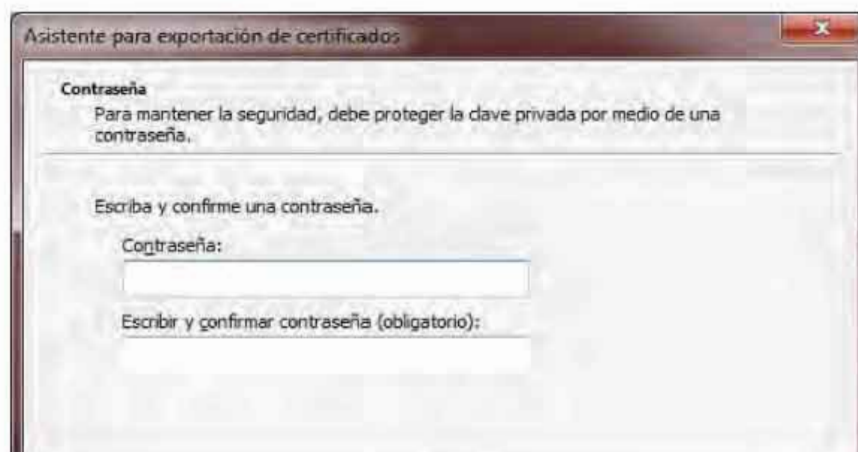 Asistente para exportación de certificados
Contraseña
Para mantener la seguridad, debe proteger la clave privada por medio de una
contraseña.
Escriba y confirme una contraseña.
Contraseña:
Escribir y confirmar contraseña (obligatorio):